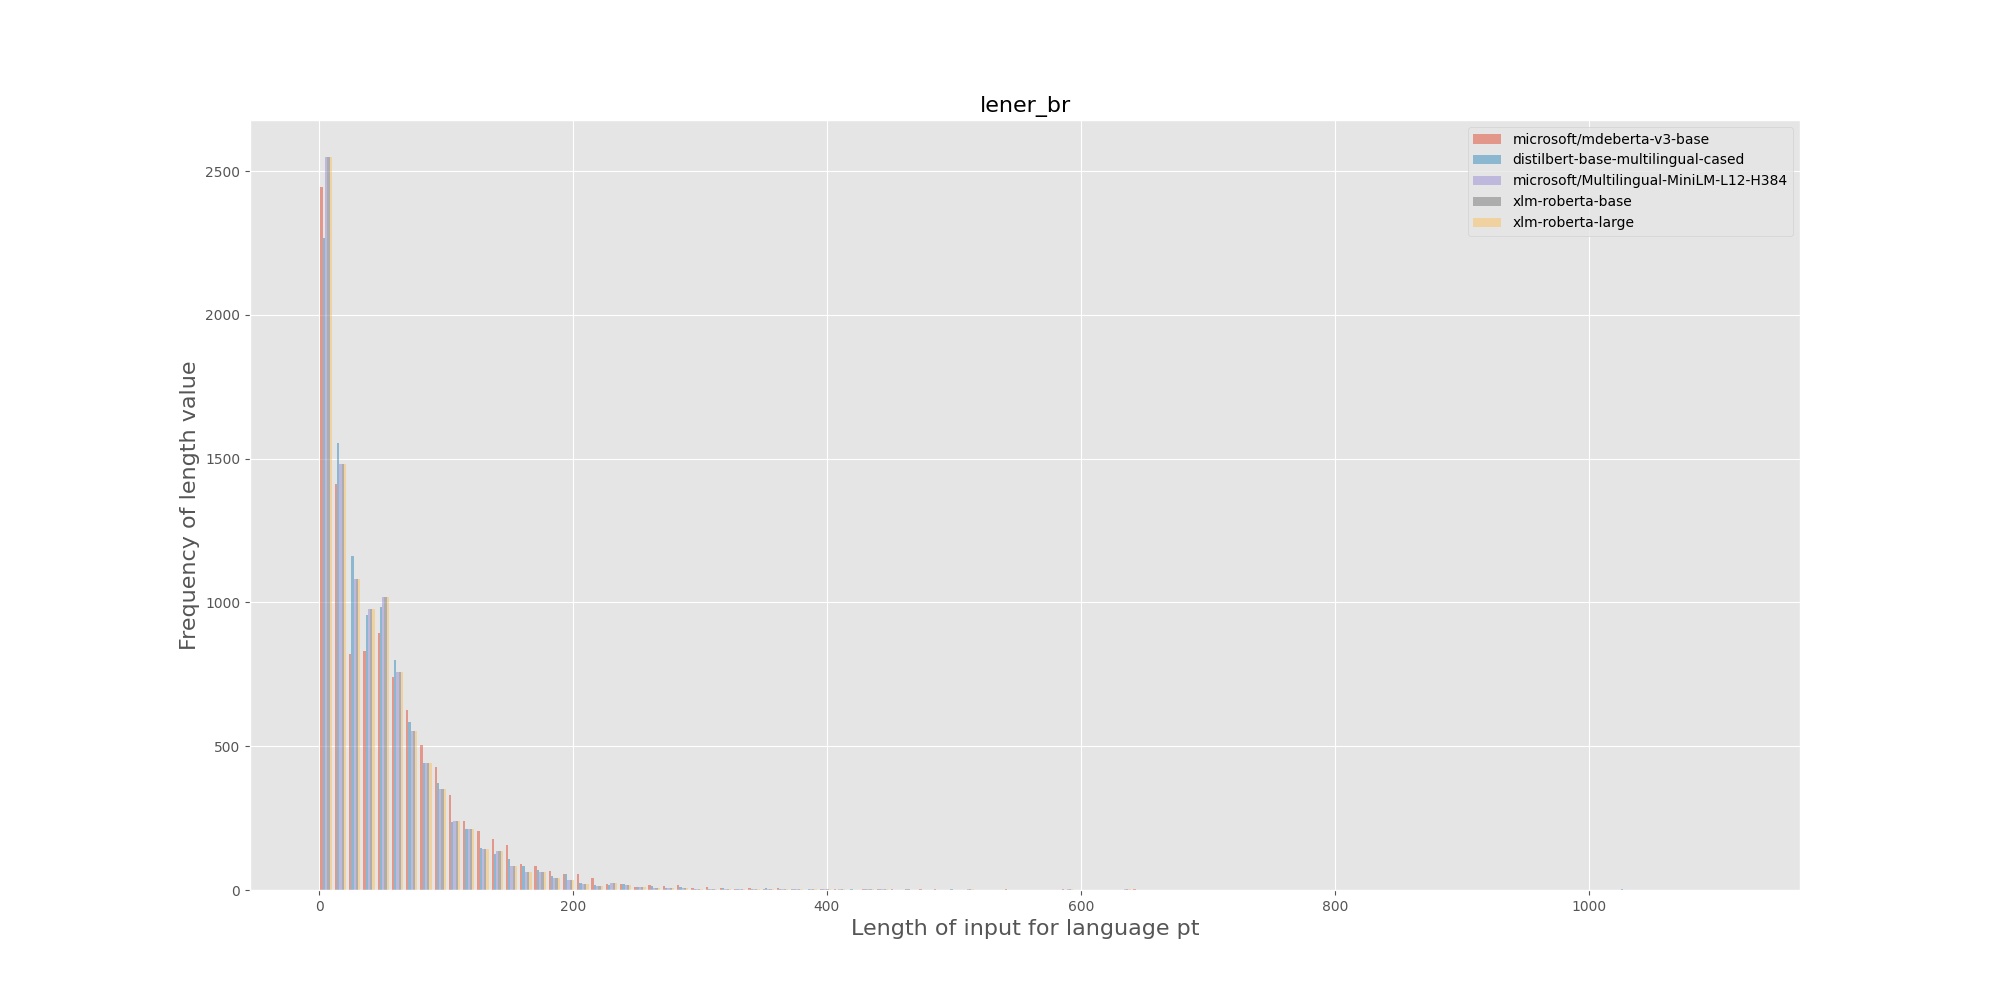 lener_br
microsoft/mdeberta-v3-base
distilbert-base-multilingual-cased
microsoft/Multilingual-MiniLM-L12-H384
xlm-roberta-base
xlm-roberta-large
Frequency of length value
2500
2000
1500
1000
500
0
0 200 400 600 800 1000
Length of input for language pt